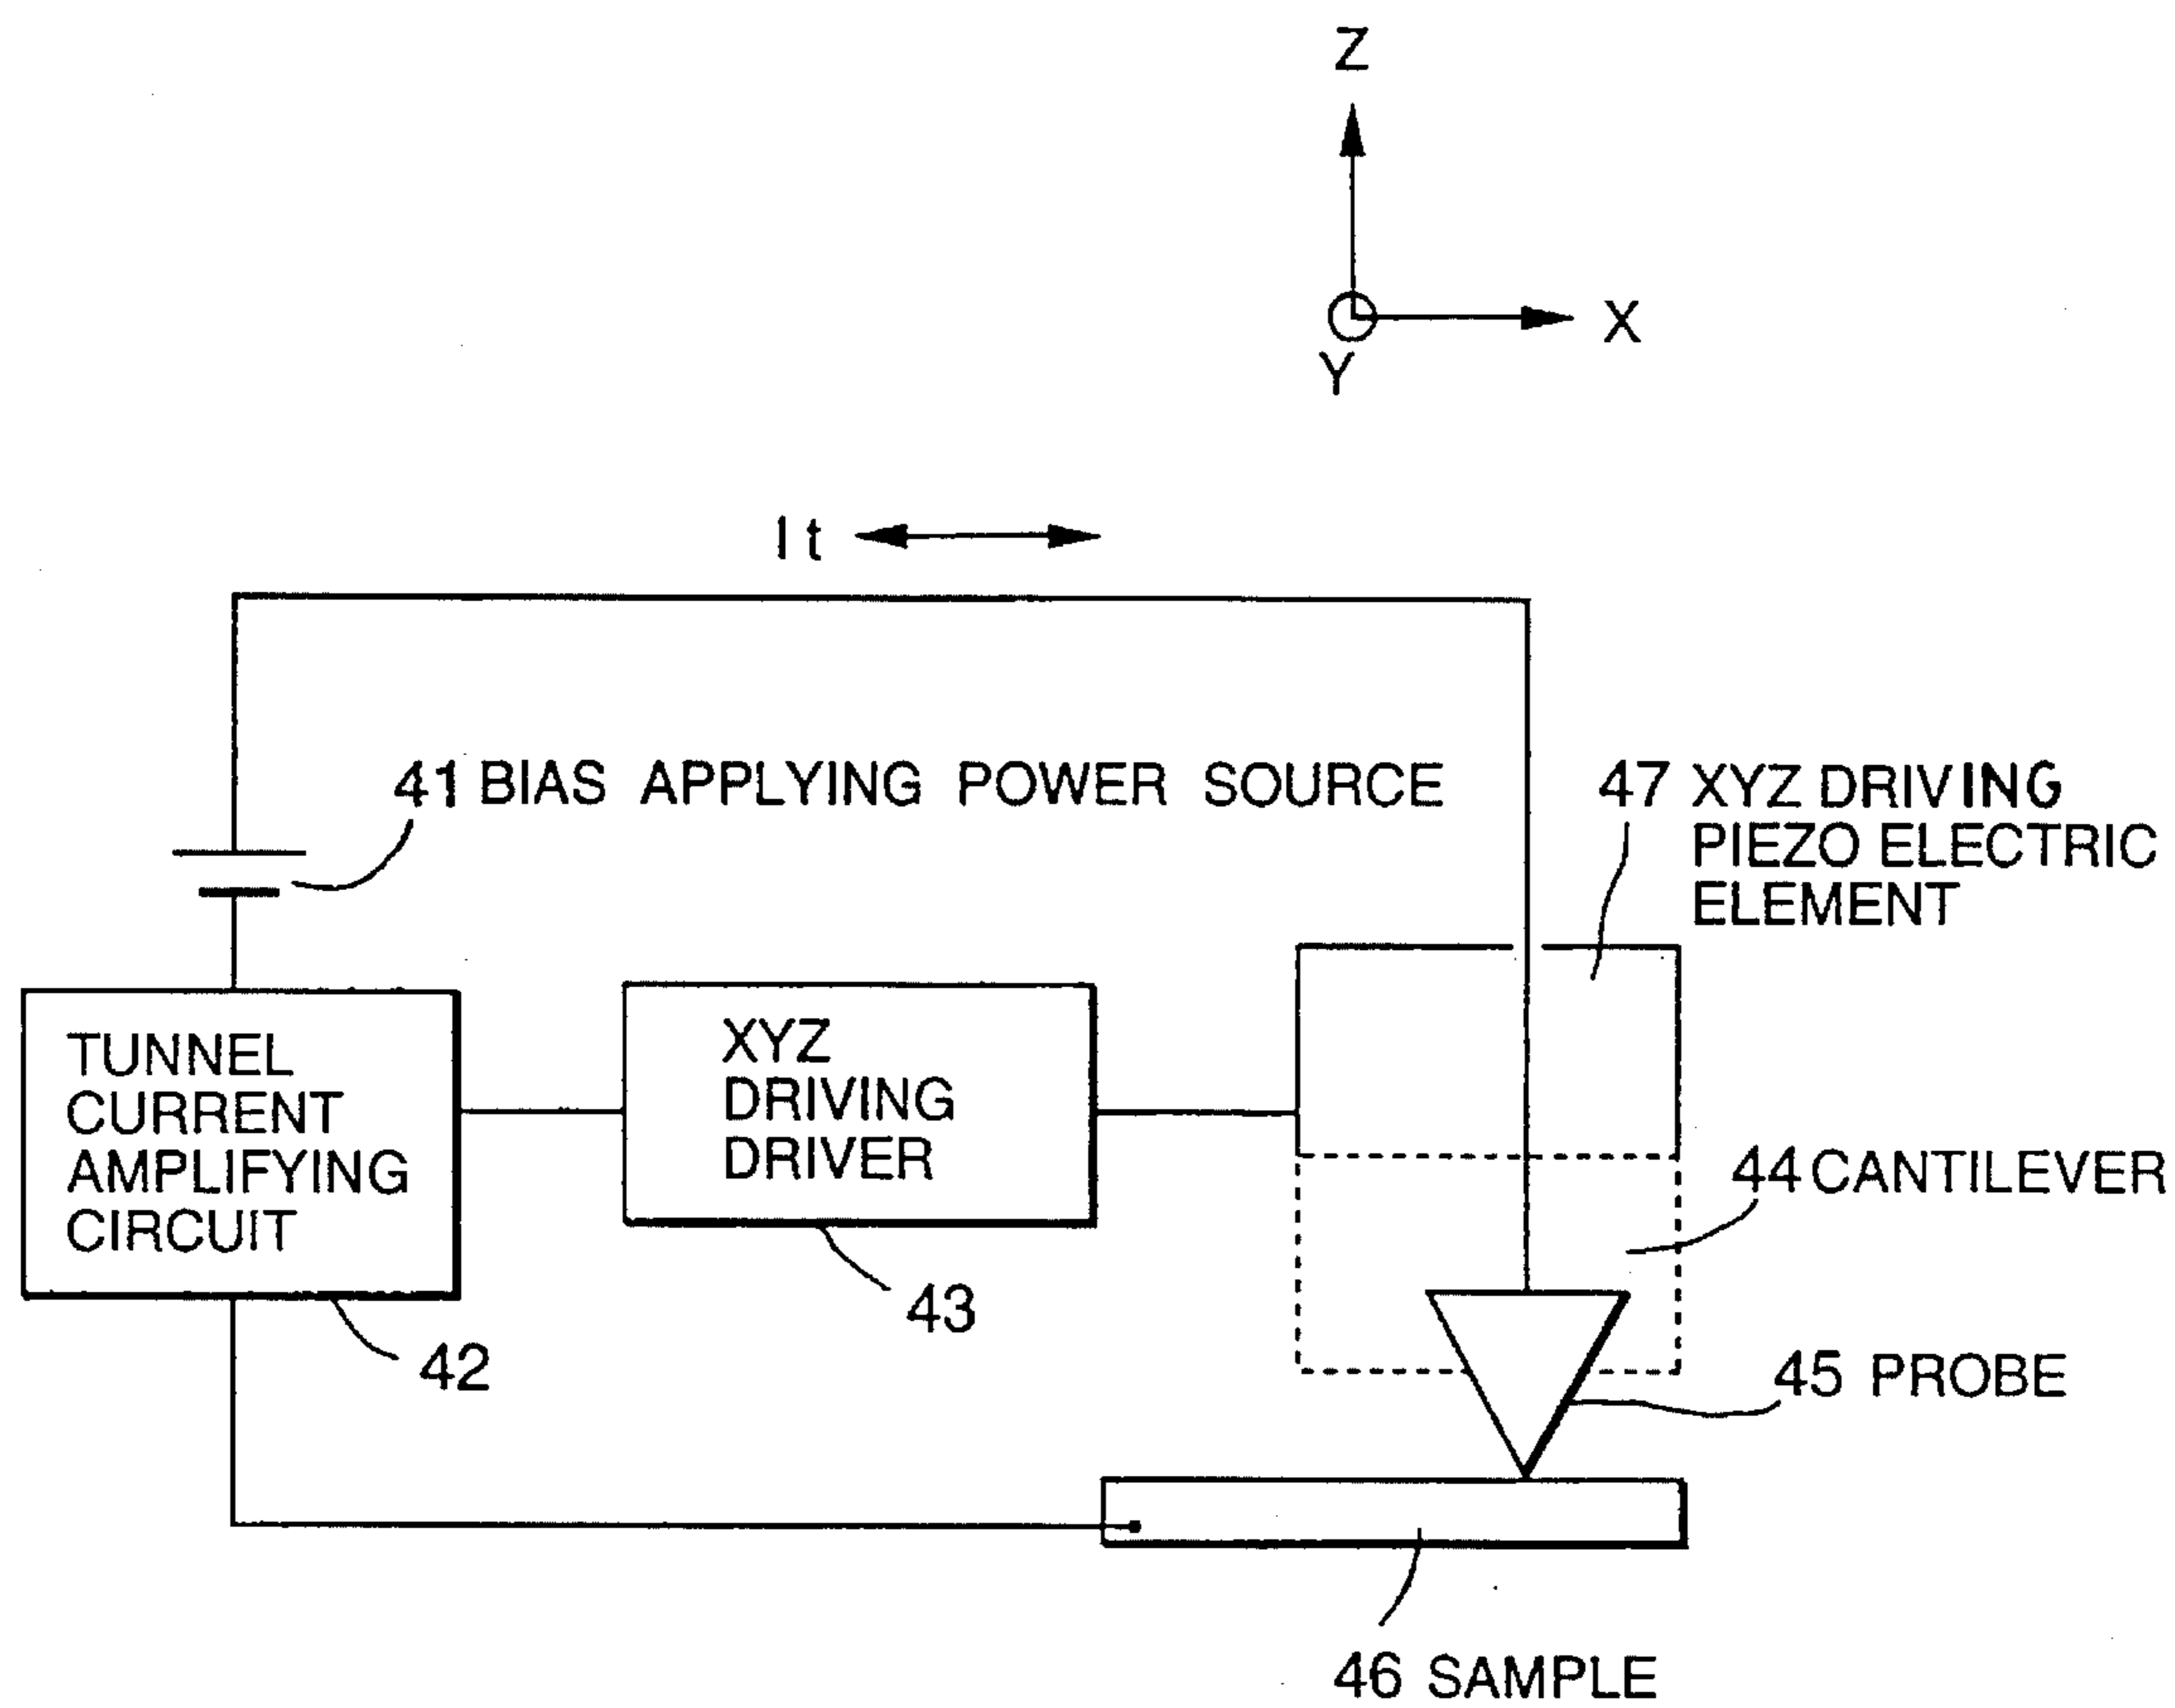 Z
X
Y
It
41 BIAS APPLYING POWER SOURCE
47 XYZ DRIVING
PIEZO ELECTRIC
ELEMENT
TUNNEL
CURRENT
AMPLIFYING
CIRCUIT
XYZ
DRIVING
DRIVER
44 CANTILEVER
43
42
45 PROBE
46 SAMPLE